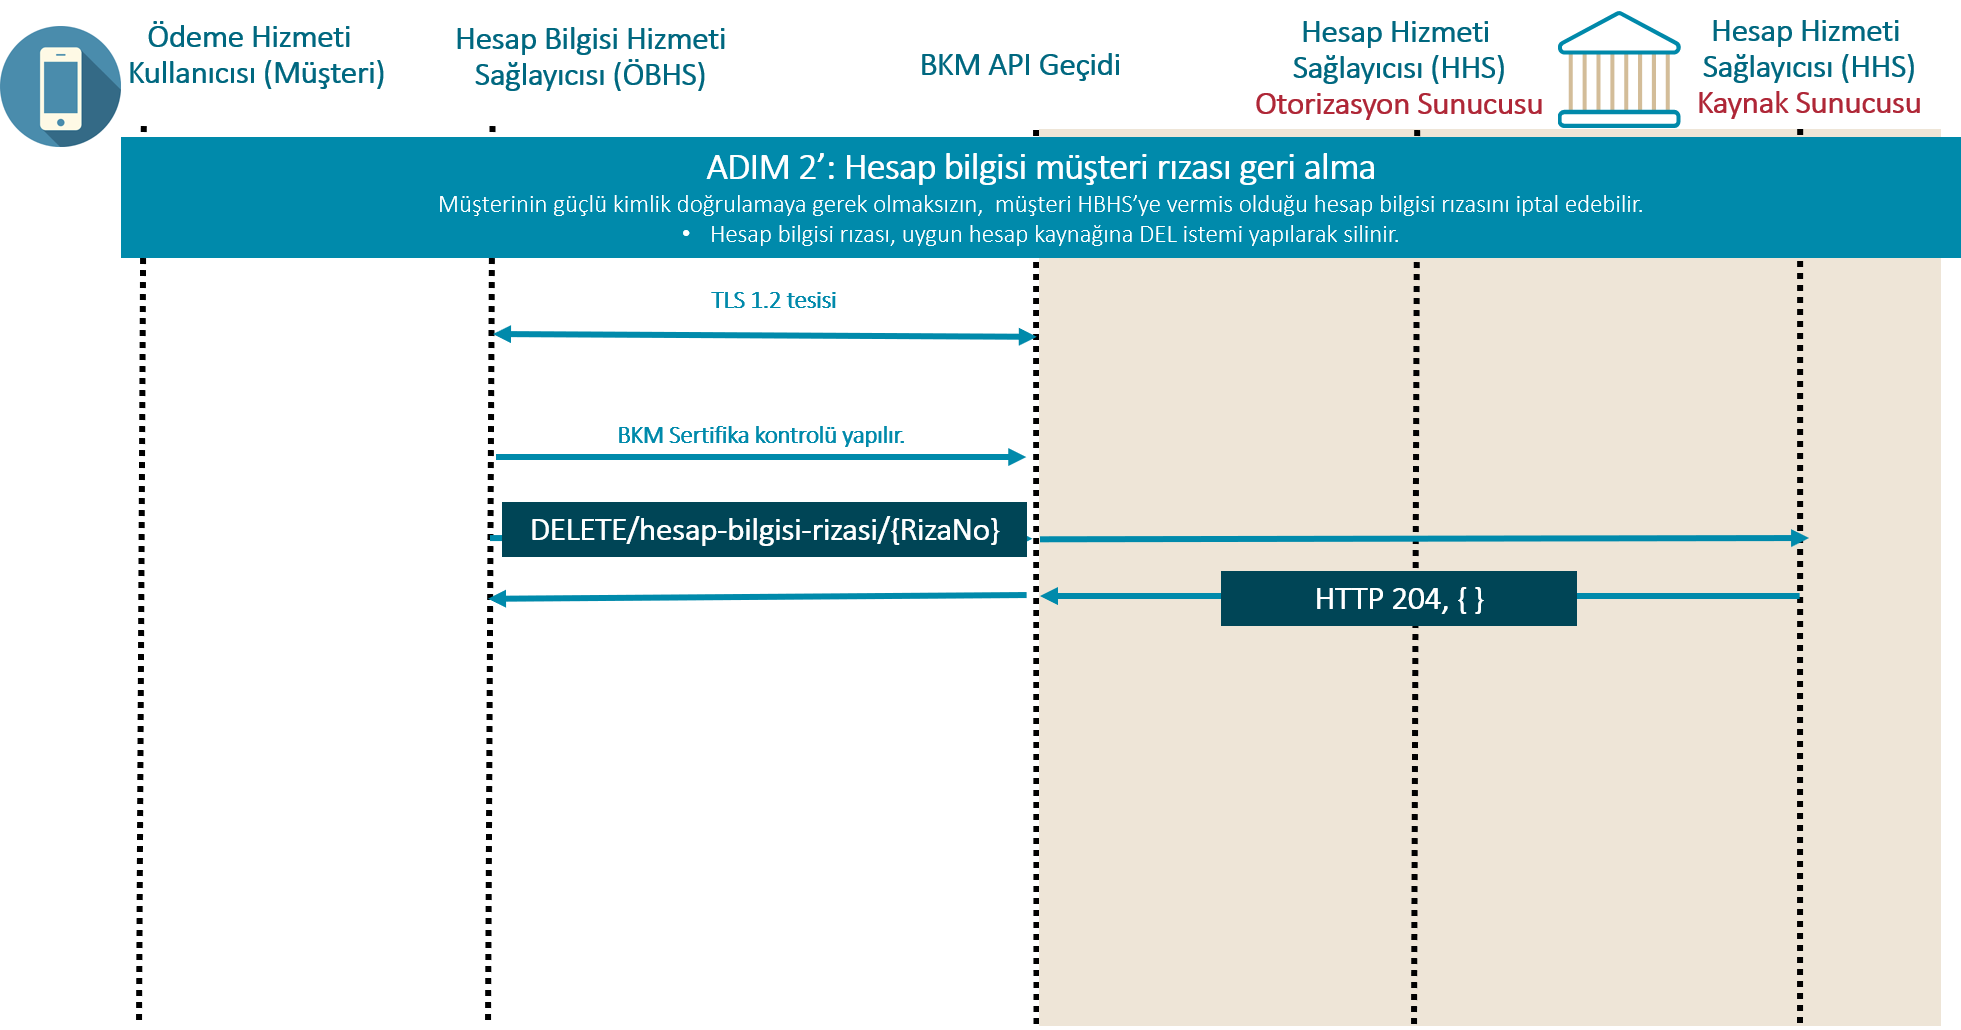 Ödeme Hizmeti
Kullanıcısı (Müşteri)
Hesap Bilgisi Hizmeti
Sağlayıcısı (ÖBHS)
BKM API Geçidi
Hesap Hizmeti
Sağlayıcısı (HHS)
Otorizasyon Sunucusu
Hesap Hizmeti
Sağlayıcısı (HHS)
Kaynak Sunucusu
ADIM 2’: Hesap bilgisi müşteri rızası geri alma
Müşterinin güçlü kimlik doğrulamaya gerek olmaksızın, müşteri HBHS’ye vermis olduğu hesap bilgisi rızasını iptal edebilir.
• Hesap bilgisi rızası, uygun hesap kaynağına DEL istemi yapılarak silinir.
TLS 1.2 tesisi
BKM Sertifika kontrolü yapılır.
DELETE/hesap-bilgisi-rizasi/{RizaNo}
HTTP 204, { }